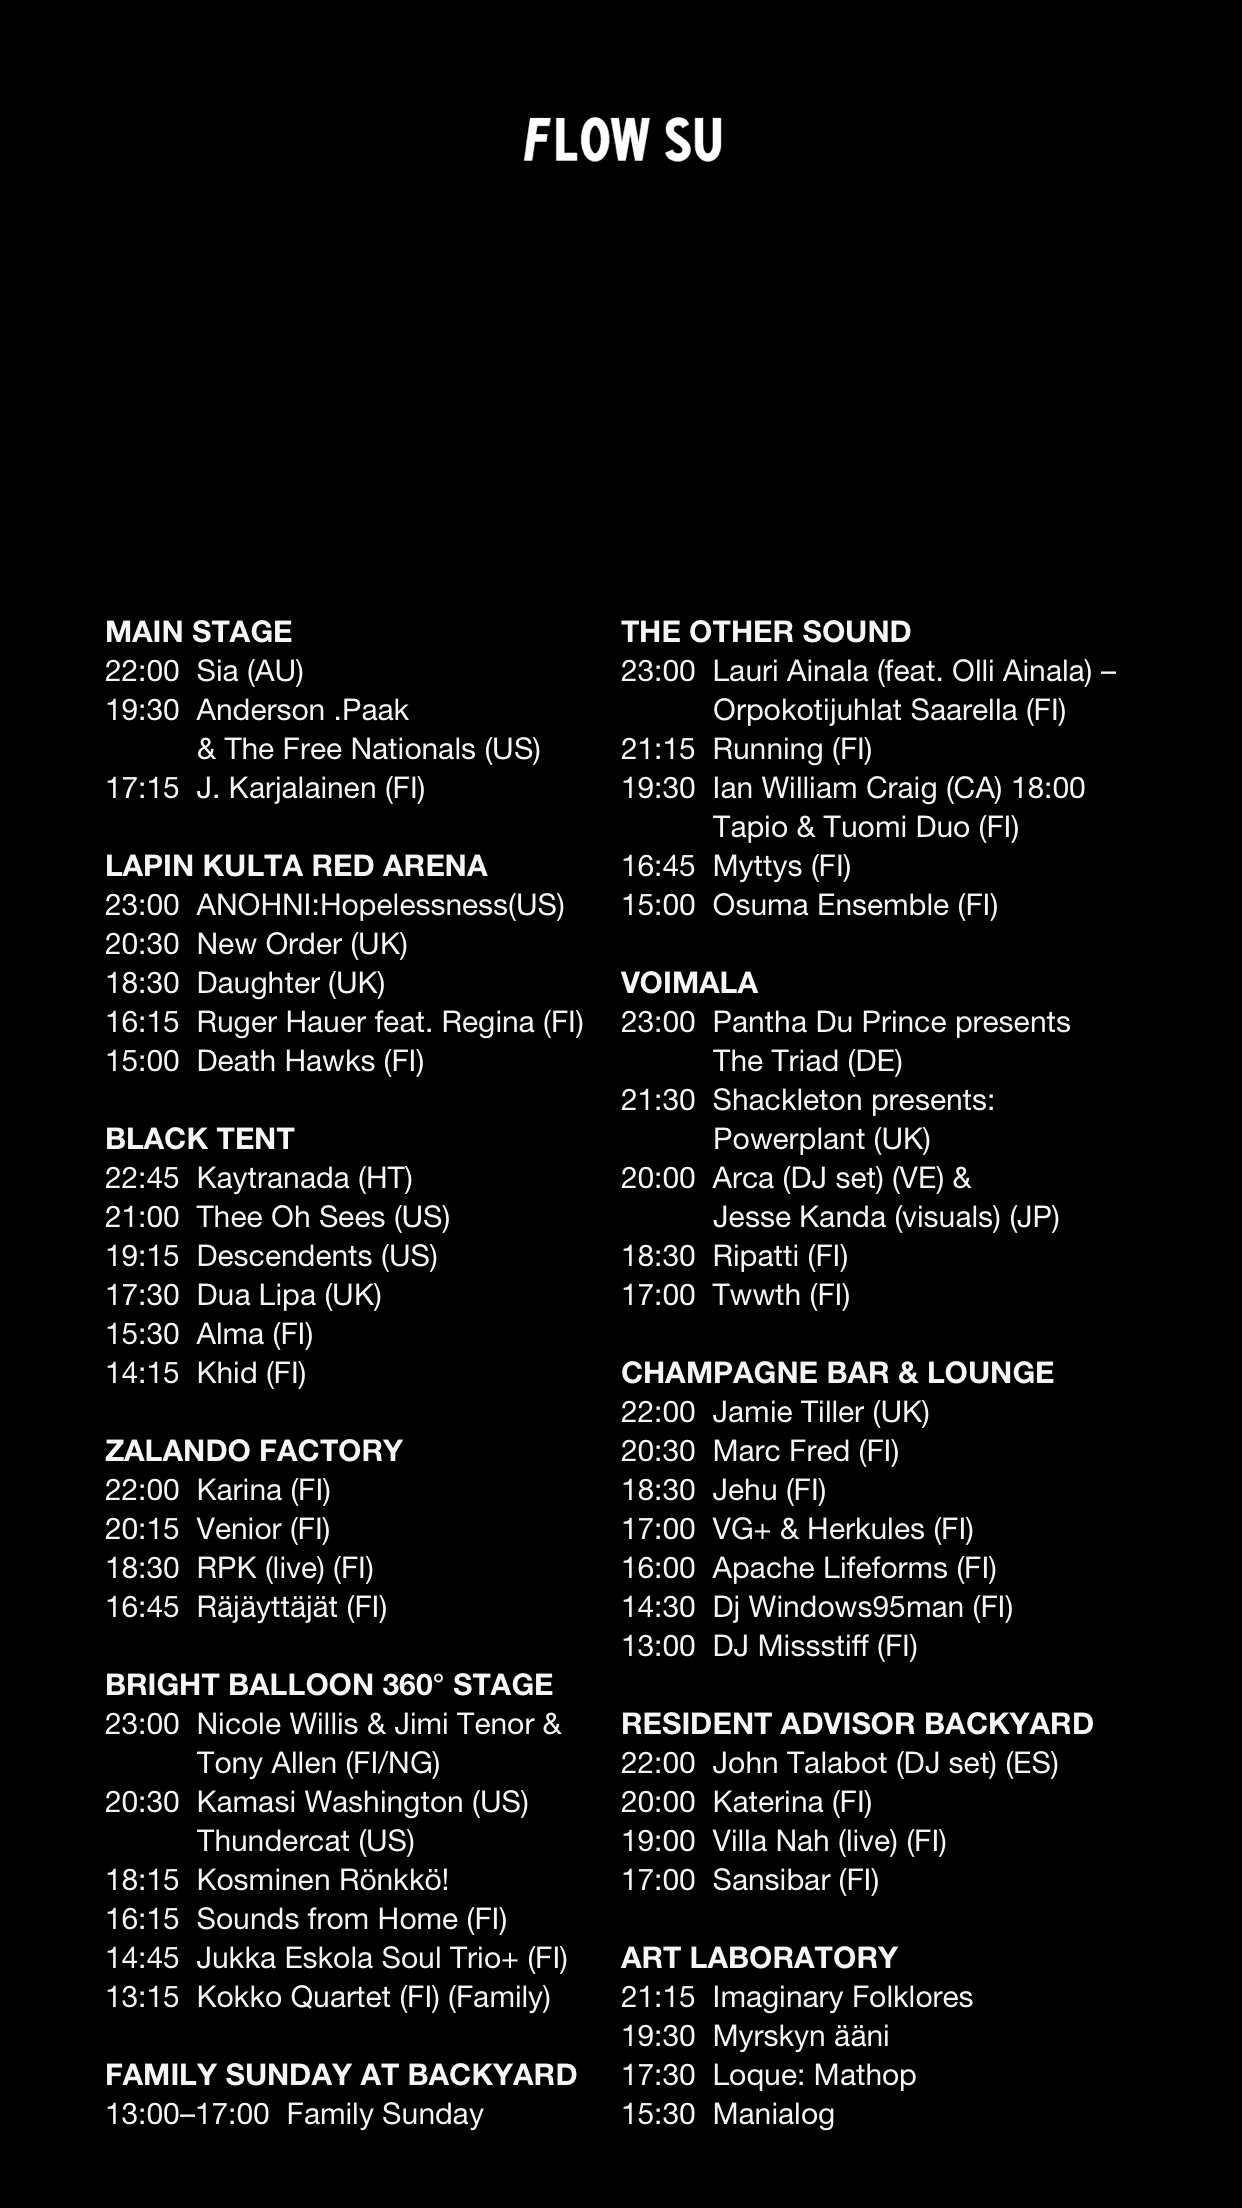 FLOW SU
MAIN STAGE
22:00 Sia (AU)
19:30 Anderson .Paak
& The Free Nationals (US)
17:15 J. Karjalainen (FI)
LAPIN KULTA RED ARENA
23:00 ANOHNI:Hopelessness(US)
20:30 New Order (UK)
18:30 Daughter (UK)
16:15 Ruger Hauer feat. Regina (FI)
15:00 Death Hawks (FI)
BLACK TENT
22:45 Kaytranada (HT)
21:00 Thee Oh Sees (US)
19:15 Descendents (US)
17:30 Dua Lipa (UK)
15:30 Alma (FI)
14:15 Khid (FI)
ZALANDO FACTORY
22:00 Karina (FI)
20:15 Venior (FI)
18:30 RPK (live) (FI)
16:45 Räjäyttäjät (FI)
BRIGHT BALLOON 360° STAGE
23:00 Nicole Willis & Jimi Tenor &
Tony Allen (FI/NG)
20:30 Kamasi Washington (US)
Thundercat (US)
18:15 Kosminen Rönkkö!
16:15 Sounds from Home (FI)
14:45 Jukka Eskola Soul Trio+ (FI)
13:15 Kokko Quartet (FI) (Family)
FAMILY SUNDAY AT BACKYARD
13:00–17:00 Family Sunday
THE OTHER SOUND
23:00 Lauri Ainala (feat. Olli Ainala) –
Orpokotijuhlat Saarella (FI)
21:15 Running (FI)
19:30 Ian William Craig (CA) 18:00
Tapio & Tuomi Duo (FI)
16:45 Myttys (FI)
15:00 Osuma Ensemble (FI)
VOIMALA
23:00 Pantha Du Prince presents
The Triad (DE)
21:30 Shackleton presents:
Powerplant (UK)
20:00 Arca (DJ set) (VE) &
Jesse Kanda (visuals) (JP)
18:30 Ripatti (FI)
17:00 Twwth (FI)
CHAMPAGNE BAR & LOUNGE
22:00 Jamie Tiller (UK)
20:30 Marc Fred (FI)
18:30 Jehu (FI)
17:00 VG+ & Herkules (FI)
16:00 Apache Lifeforms (FI)
14:30 Dj Windows95man (FI)
13:00 DJ Missstiff (FI)
RESIDENT ADVISOR BACKYARD
22:00 John Talabot (DJ set) (ES)
20:00 Katerina (FI)
19:00 Villa Nah (live) (FI)
17:00 Sansibar (FI)
ART LABORATORY
21:15 Imaginary Folklores
19:30 Myrskyn ääni
17:30 Loque: Mathop
15:30 Manialog